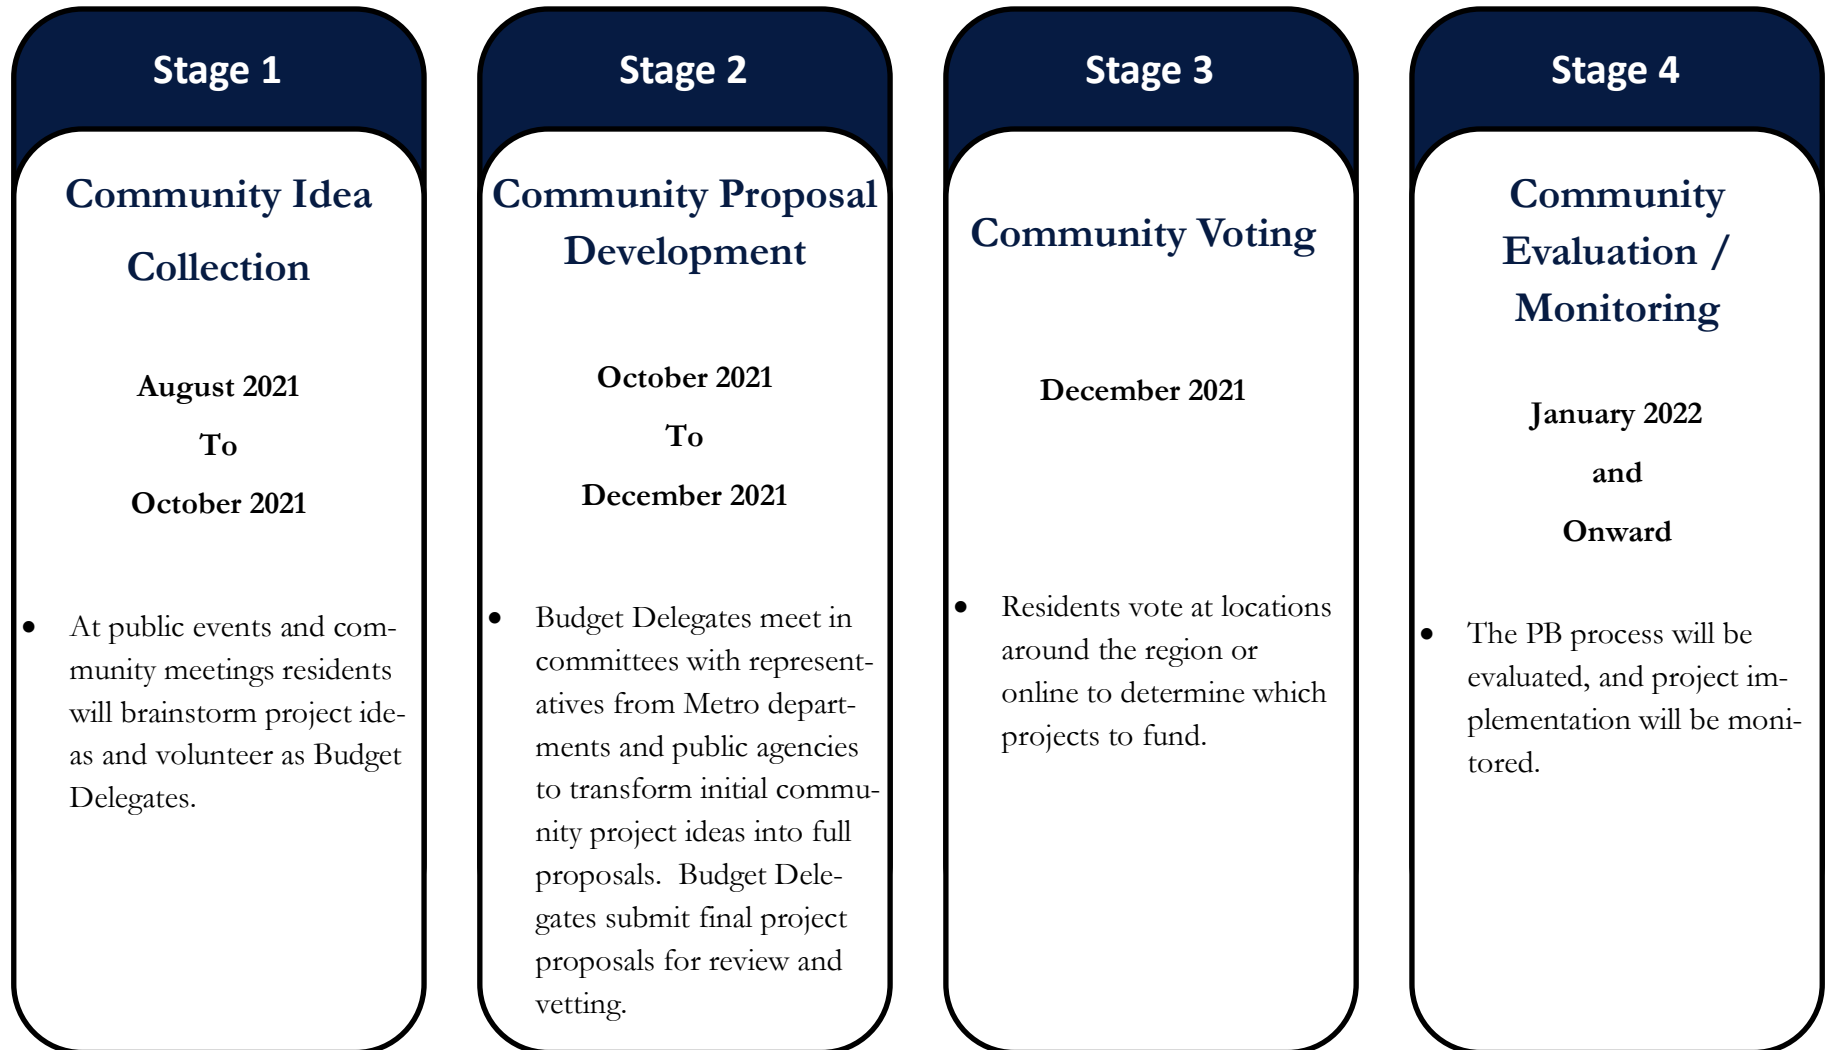 Stage 1
Community Idea
Collection
August 2021
To
October 2021
• At public events and com-
munity meetings residents
will brainstorm project ide-
as and volunteer as Budget
Delegates.
Stage 2
Community Proposal
Development
October 2021
To
December 2021
• Budget Delegates meet in
committees with represent-
atives from Metro depart-
ments and public agencies
to transform initial commu-
nity project ideas into full
proposals.  Budget Dele-
gates submit final project
proposals for review and
vetting.
Stage 3
Community Voting
December 2021
• Residents vote at locations
around the region or
online to determine which
projects to fund.
Stage 4
Community
Evaluation /
Monitoring
January 2022
and
Onward
• The PB process will be
evaluated, and project im-
plementation will be moni-
tored.